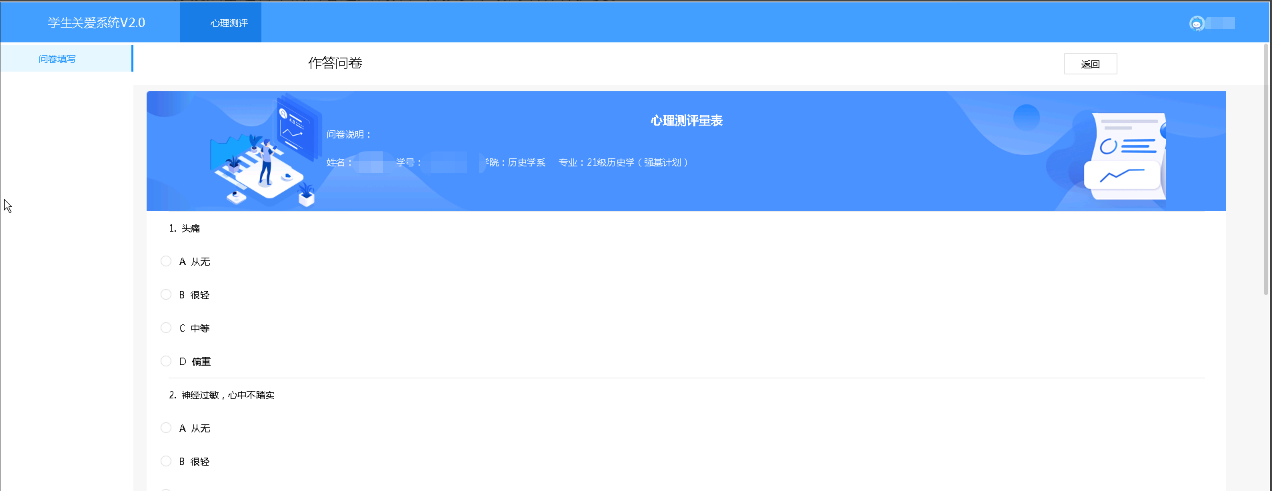 学生关爱系统V2.0 心理测评
问卷填写
作答问卷 返回
心理测评量表
问卷说明：
姓名： 学号： 学院：历史学系 专业：21级历史学（强基计划）
1. 头痛
A 从无
B 很轻
C 中等
D 偏重
2. 神经过敏，心中不踏实
A 从无
B 很轻